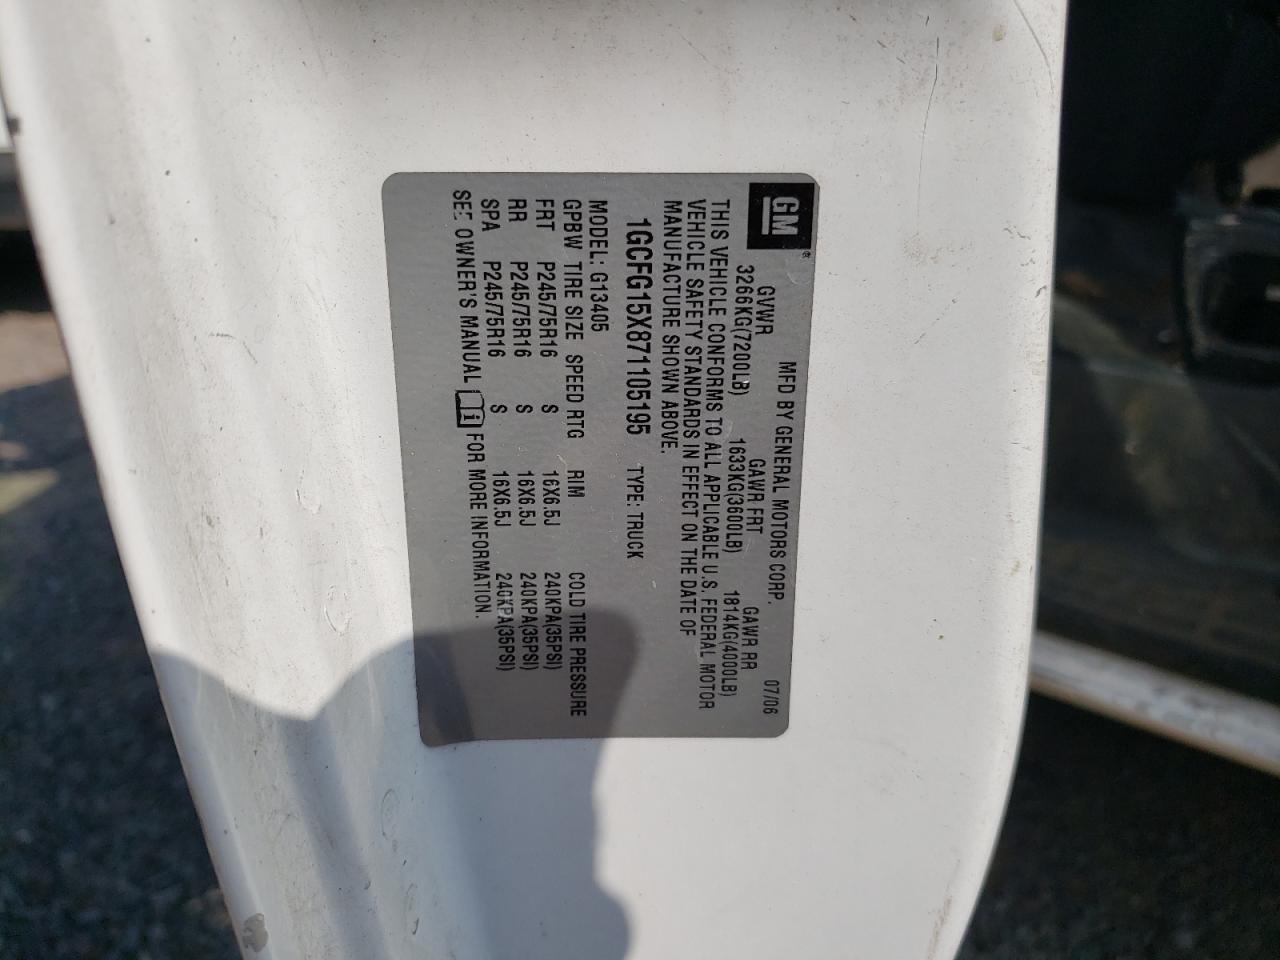 GM®
MFD BY GENERAL MOTORS CORP. 07/06
GVWR GAWR FRT GAWR RR
3266KG(7200LB) 1633KG(3600LB) 1814KG(4000LB)
THIS VEHICLE CONFORMS TO ALL APPLICABLE U.S. FEDERAL MOTOR
VEHICLE SAFETY STANDARDS IN EFFECT ON THE DATE OF
MANUFACTURE SHOWN ABOVE.
1GCFG15X871105195 TYPE: TRUCK
MODEL: G13405
GPBW TIRE SIZE SPEED RTG RIM COLD TIRE PRESSURE
FRT P245/75R16 S 16X6.5J 240KPA(35PSI)
RR P245/75R16 S 16X6.5J 240KPA(35PSI)
SPA P245/75R16 S 16X6.5J 240KPA(35PSI)
SEE OWNER'S MANUAL i FOR MORE INFORMATION.